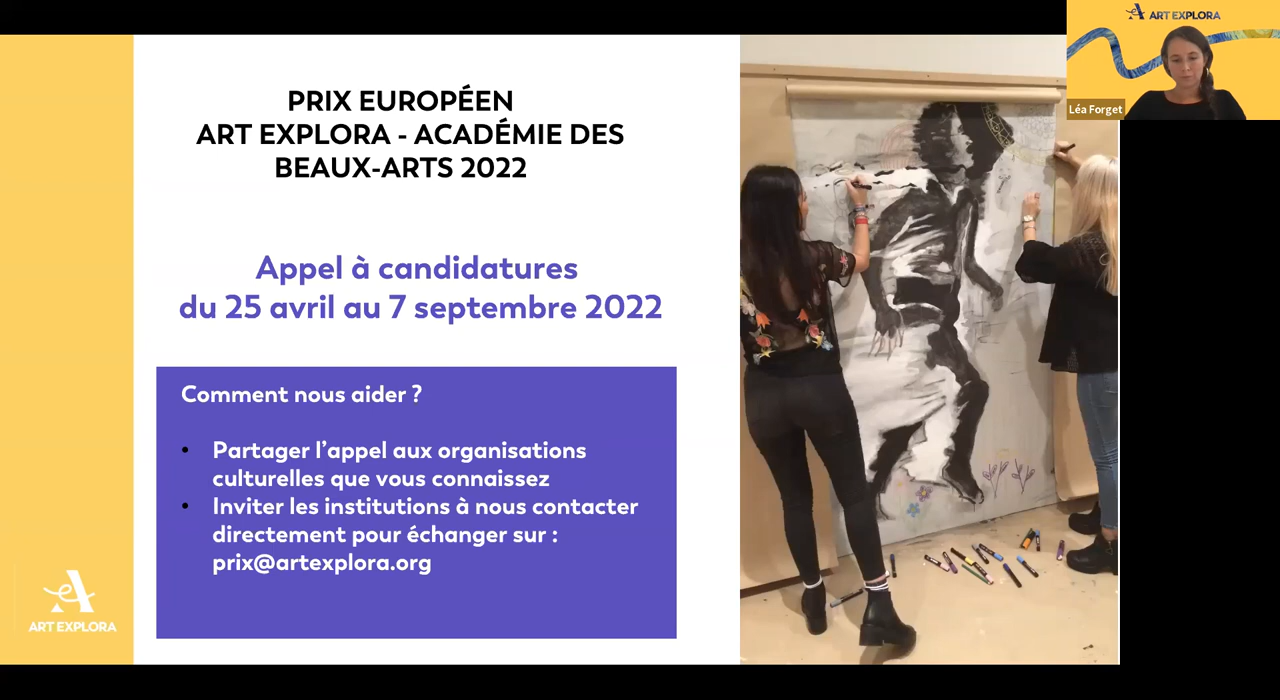 ART EXPLORA
Léa Forget
PRIX EUROPÉEN
ART EXPLORA - ACADÉMIE DES
BEAUX-ARTS 2022
Appel à candidatures
du 25 avril au 7 septembre 2022
Comment nous aider ?
• Partager l’appel aux organisations
culturelles que vous connaissez
• Inviter les institutions à nous contacter
directement pour échanger sur :
prix@artexplora.org
ART EXPLORA